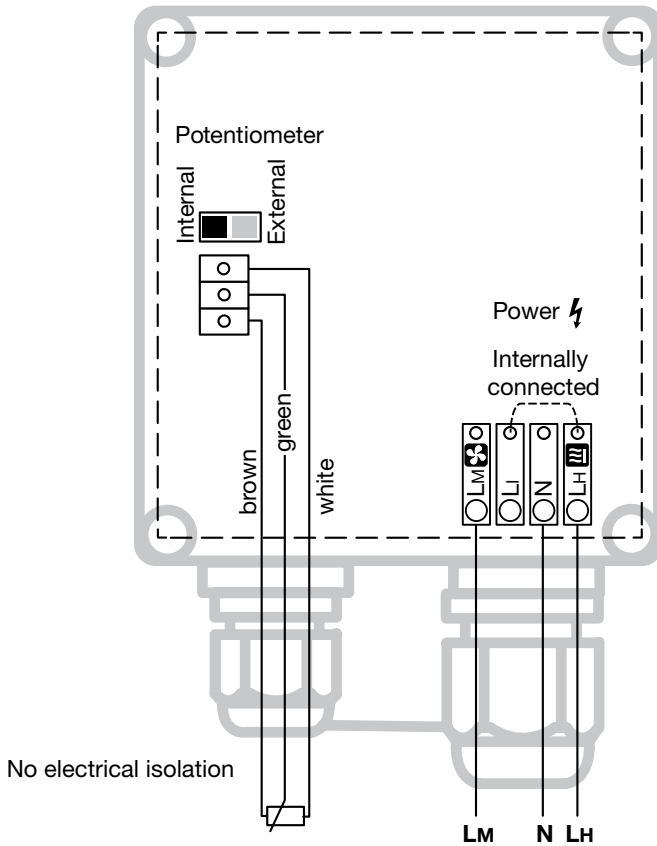 Potentiometer
Internal
External
Power
Internally
connected
LM
LI
N
LH
brown
green
white
No electrical isolation
LM N LH